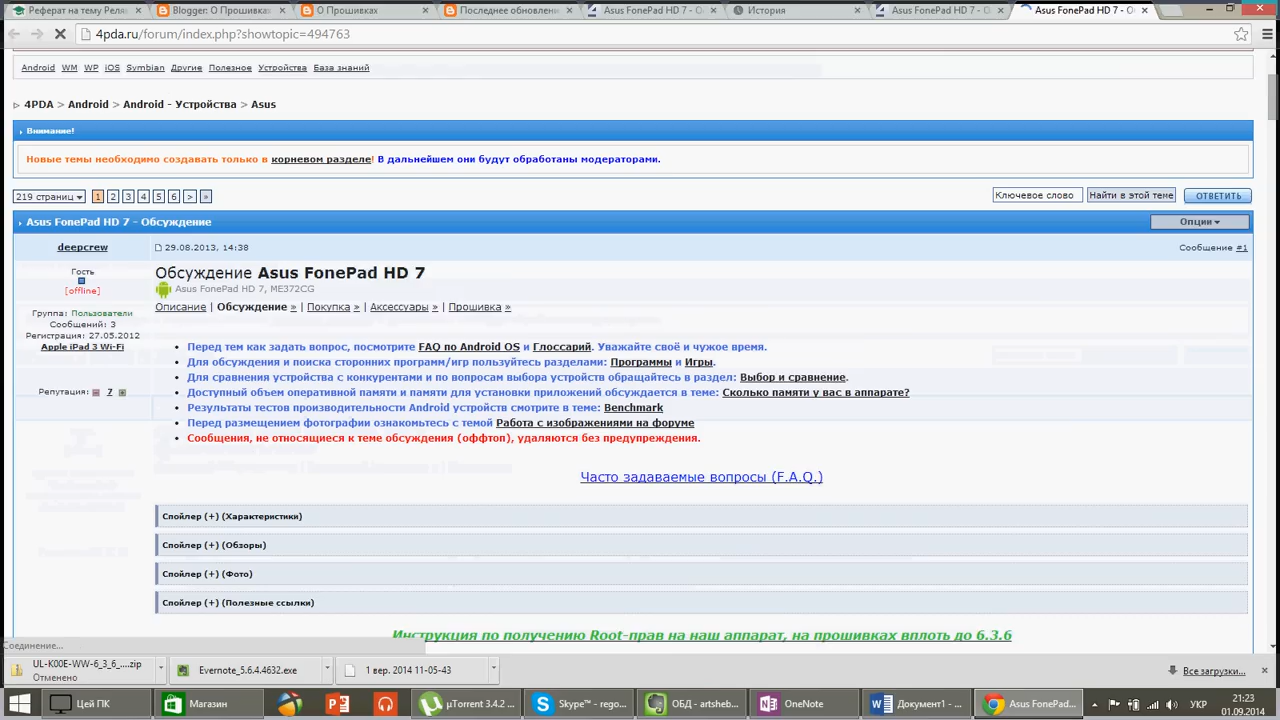 Реферат на тему Реля
Blogger: О Прошивках
О Прошивках
Последнее обновлени
Asus FonePad HD 7 - О
История
Asus FonePad HD 7 - О
Asus FonePad HD 7 - О
4pda.ru/forum/index.php?showtopic=494763
Android WM WP iOS Symbian Другие Полезное Устройства База знаний
4PDA > Android > Android - Устройства > Asus
Внимание!
Новые темы необходимо создавать только в корневом разделе! В дальнейшем они будут обработаны модераторами.
219 страниц 1 2 3 4 5 6 > » Ключевое слово Найти в этой теме ОТВЕТИТЬ
Asus FonePad HD 7 - Обсуждение Опции
deepcrew 29.08.2013, 14:38 Сообщение #1
Гость
[offline]
Группа: Пользователи
Сообщений: 3
Регистрация: 27.05.2012
Apple iPad 3 Wi-Fi
Репутация: 7
Обсуждение Asus FonePad HD 7
Asus FonePad HD 7, ME372CG
Описание | Обсуждение » | Покупка » | Аксессуары » | Прошивка »
• Перед тем как задать вопрос, посмотрите FAQ по Android OS и Глоссарий. Уважайте своё и чужое время.
• Для обсуждения и поиска сторонних программ/игр пользуйтесь разделами: Программы и Игры.
• Для сравнения устройства с конкурентами и по вопросам выбора устройств обращайтесь в раздел: Выбор и сравнение.
• Доступный объем оперативной памяти и памяти для установки приложений обсуждается в теме: Сколько памяти у вас в аппарате?
• Результаты тестов производительности Android устройств смотрите в теме: Benchmark
• Перед размещением фотографии ознакомьтесь с темой Работа с изображениями на форуме
• Сообщения, не относящиеся к теме обсуждения (оффтоп), удаляются без предупреждения.
Часто задаваемые вопросы (F.A.Q.)
Спойлер (+) (Характеристики)
Спойлер (+) (Обзоры)
Спойлер (+) (Фото)
Спойлер (+) (Полезные ссылки)
Инструкция по получению Root-прав на наш аппарат, на прошивках вплоть до 6.3.6
Соединение...
UL-K00E-WW-6_3_6_....zip
Отменено
Evernote_5.6.4.4632.exe
1 вер. 2014 11-05-43
Все загрузки...
Цей ПК
Магазин
µTorrent 3.4.2 ...
Skype™ - rego...
ОБД - artsheb...
OneNote
Документ1 - ...
Asus FonePad...
УКР
21:23
01.09.2014